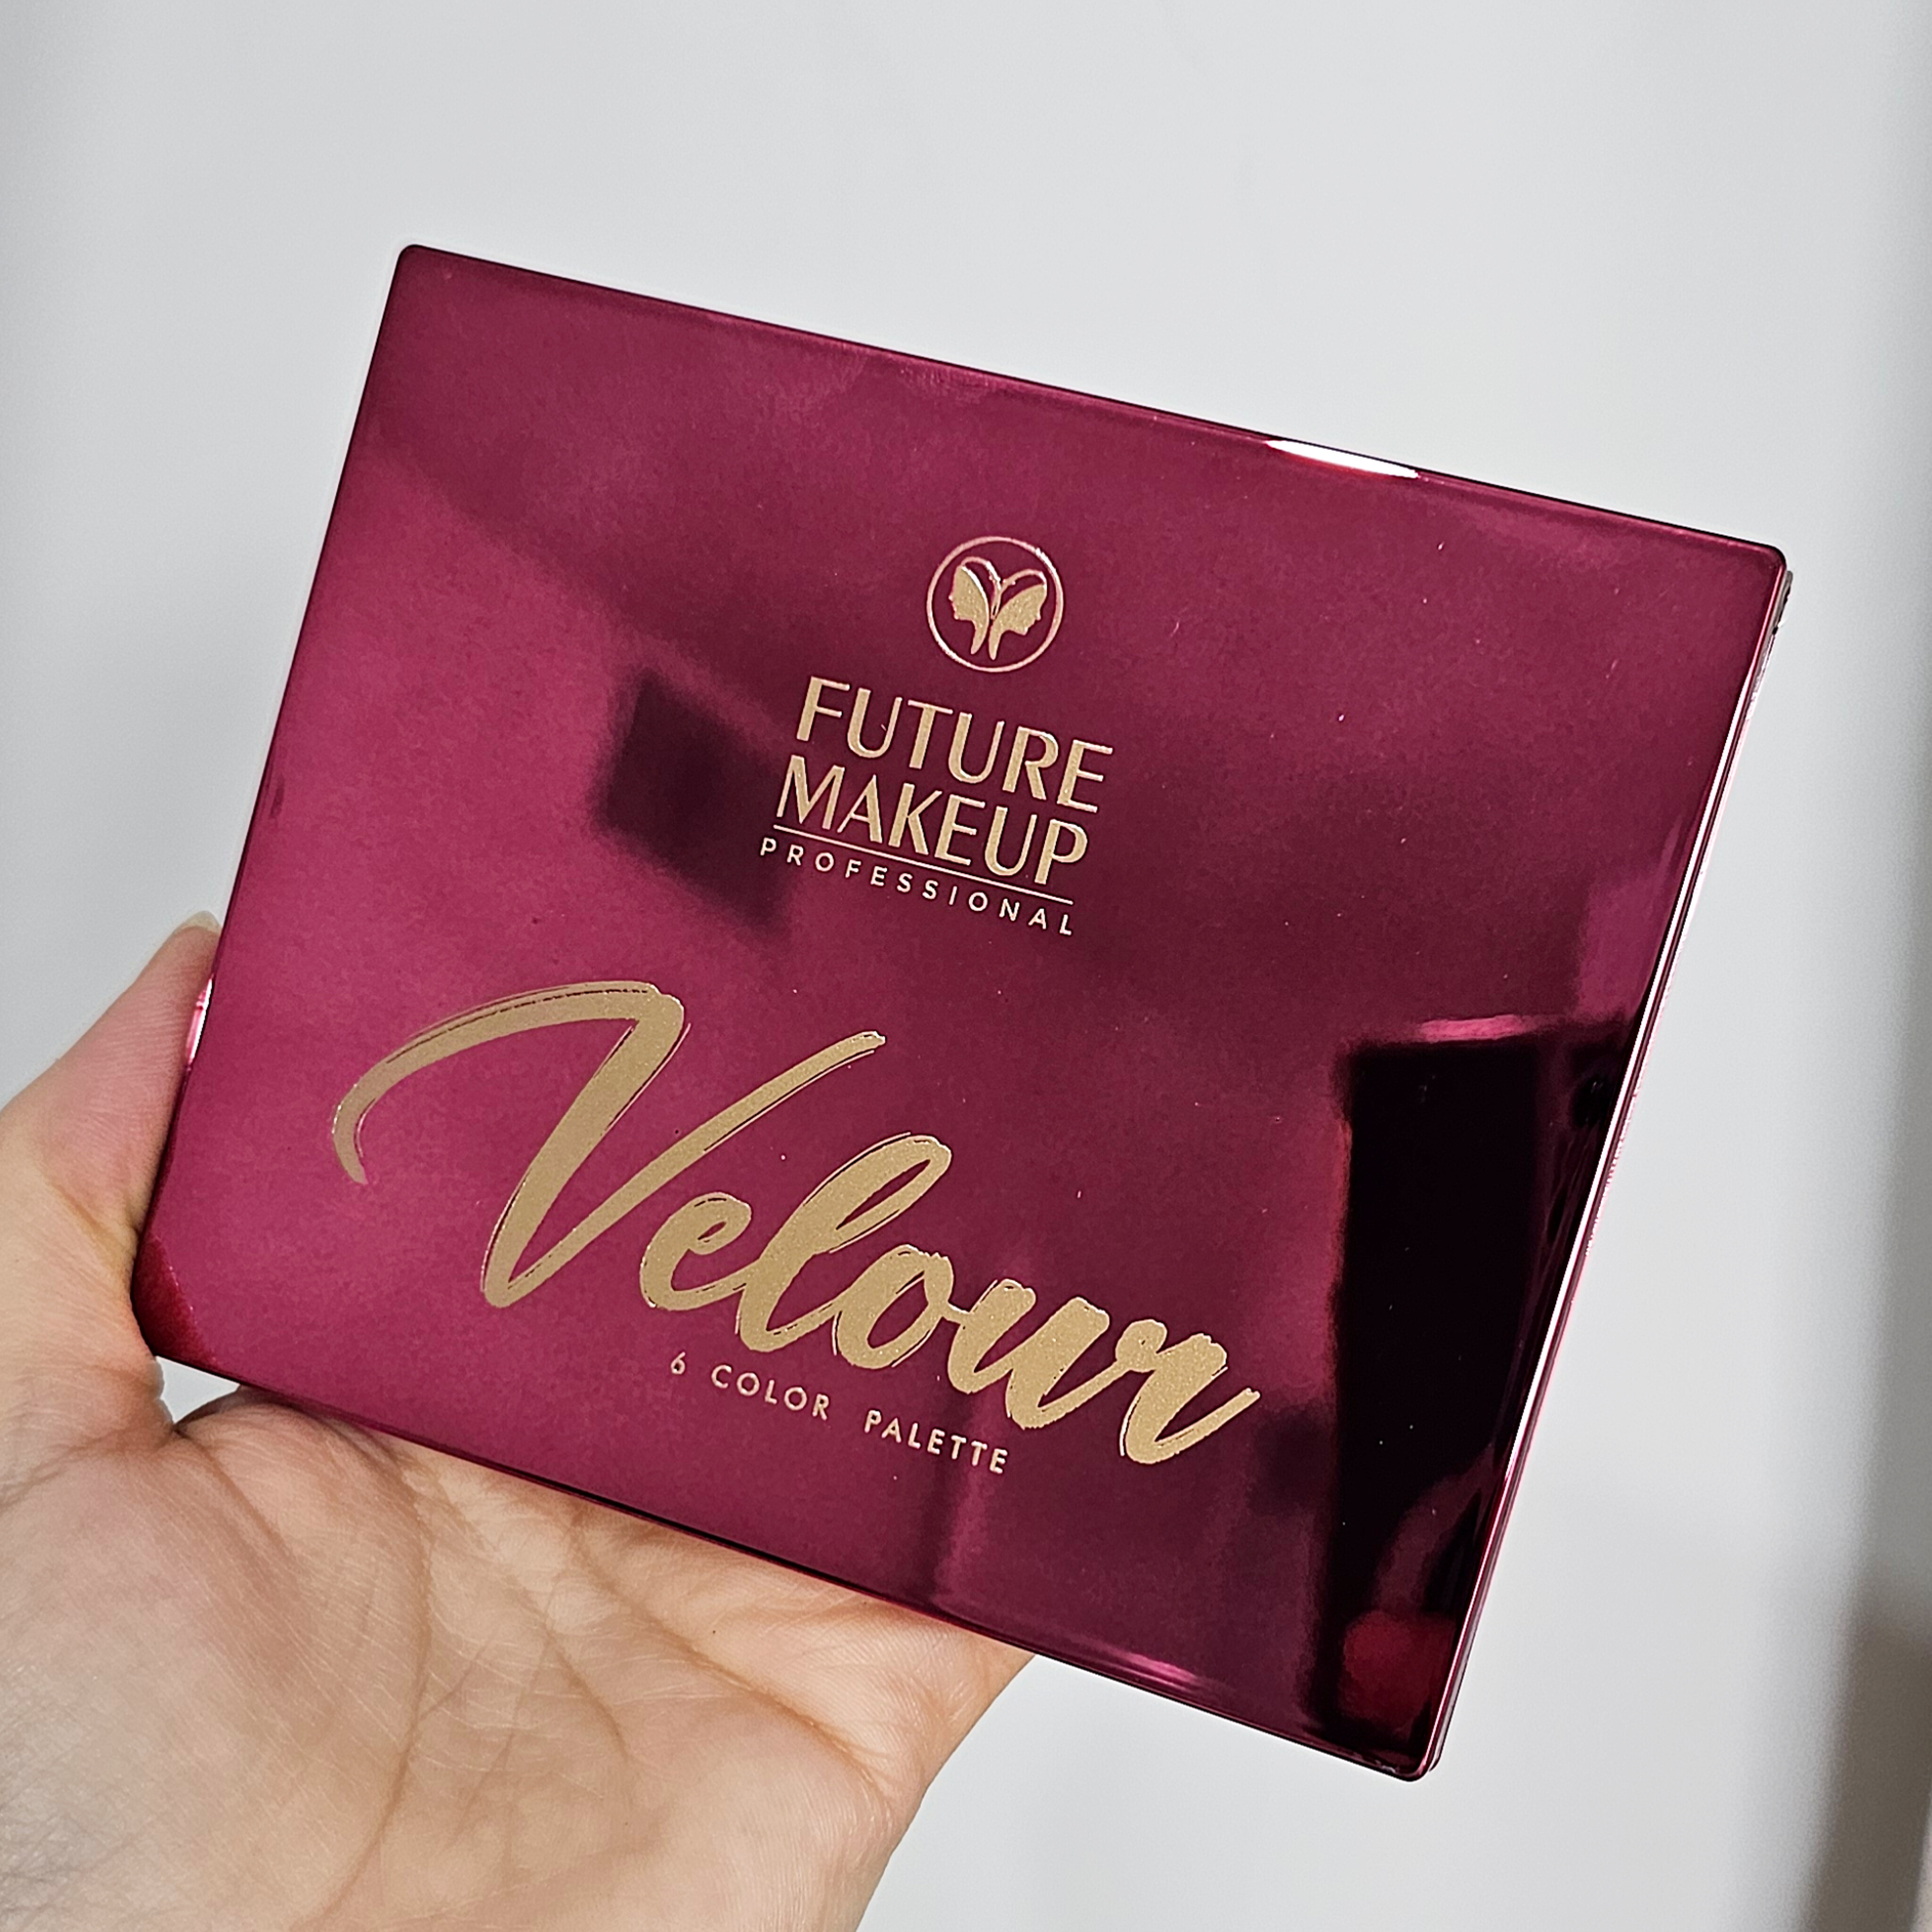 FUTURE
MAKEUP
PROFESSIONAL
Velour
6 COLOR PALETTE